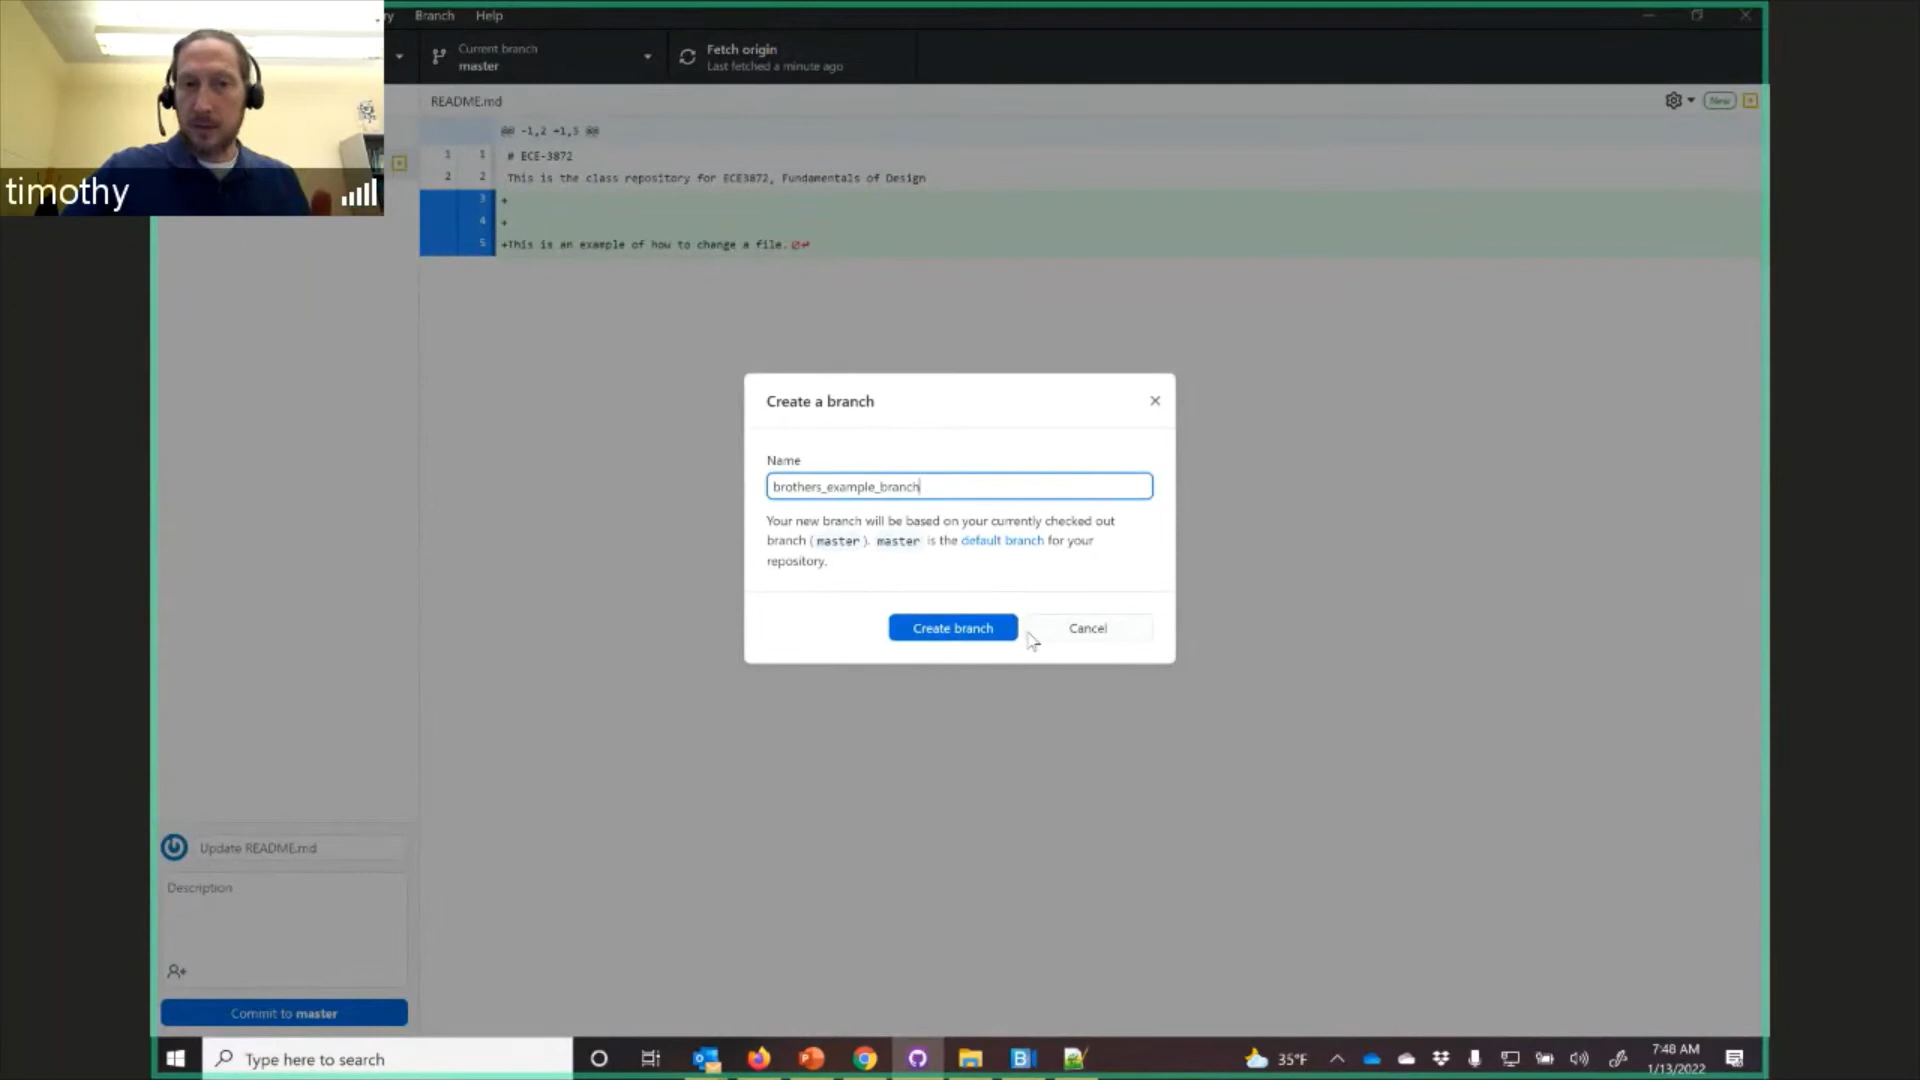 Branch
Help
Current branch
master
Fetch origin
Last fetched a minute ago
README.md
New
@@ -1,2 +1,5 @@
1 1 # ECE-3872
2 2 This is the class repository for ECE3872, Fundamentals of Design
3 +
4 +
5 +This is an example of how to change a file.
timothy
Create a branch
Name
brothers_example_branch
Your new branch will be based on your currently checked out
branch (master). master is the default branch for your
repository.
Create branch
Cancel
Update README.md
Description
Commit to master
Type here to search
35°F
7:48 AM
1/13/2022